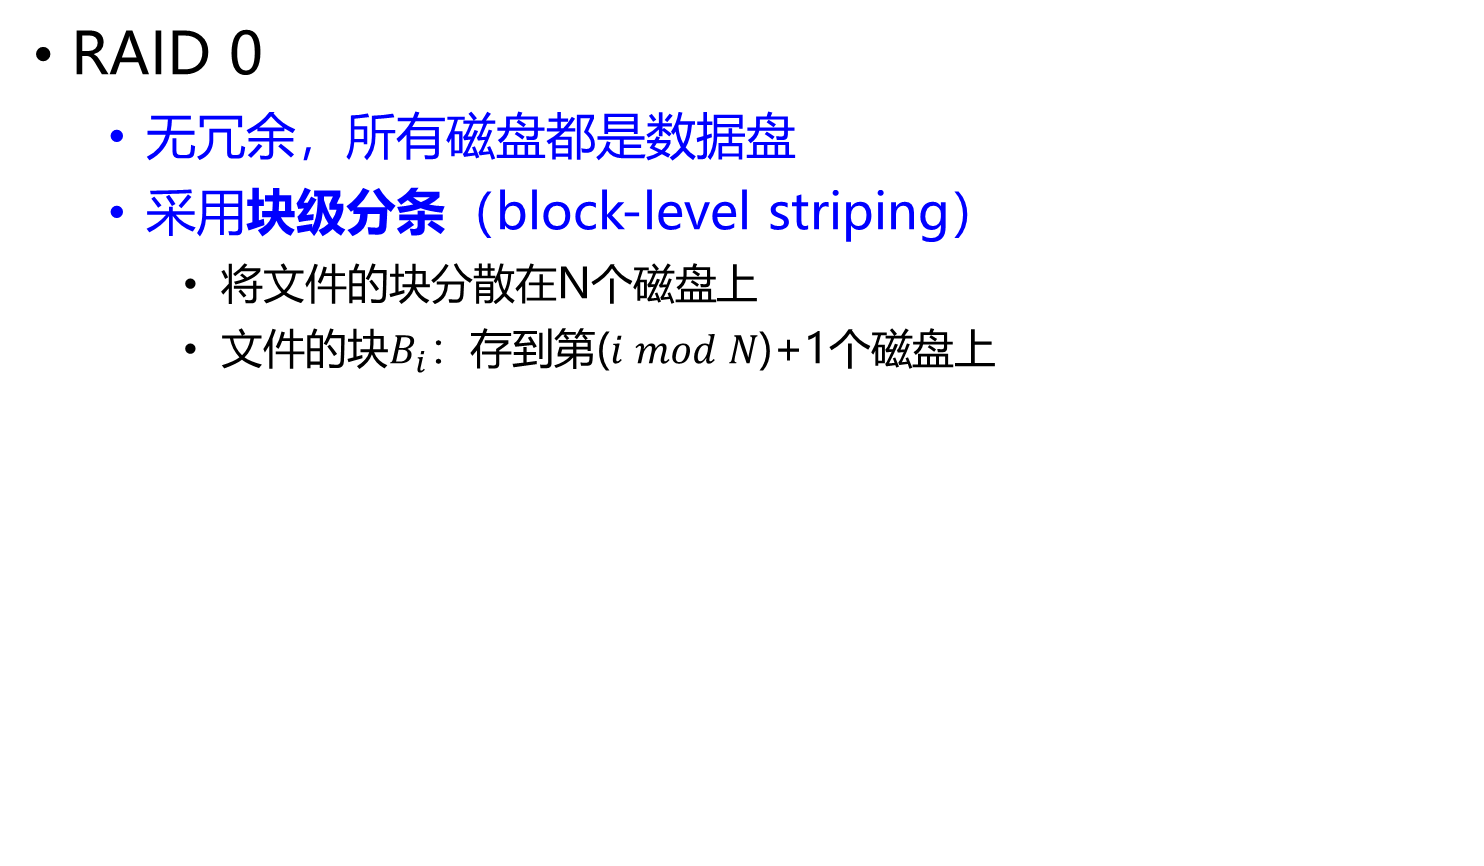 • RAID 0
• 无冗余，所有磁盘都是数据盘
• 采用块级分条（block-level striping）
• 将文件的块分散在N个磁盘上
• 文件的块𝐵ᵢ：存到第(𝑖 𝑚𝑜𝑑 𝑁)+1个磁盘上